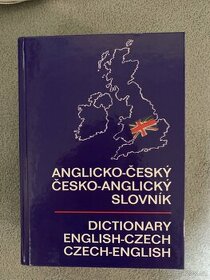 ANGLICKO-ČESKÝ
ČESKO-ANGLICKÝ
SLOVNÍK
DICTIONARY
ENGLISH-CZECH
CZECH-ENGLISH